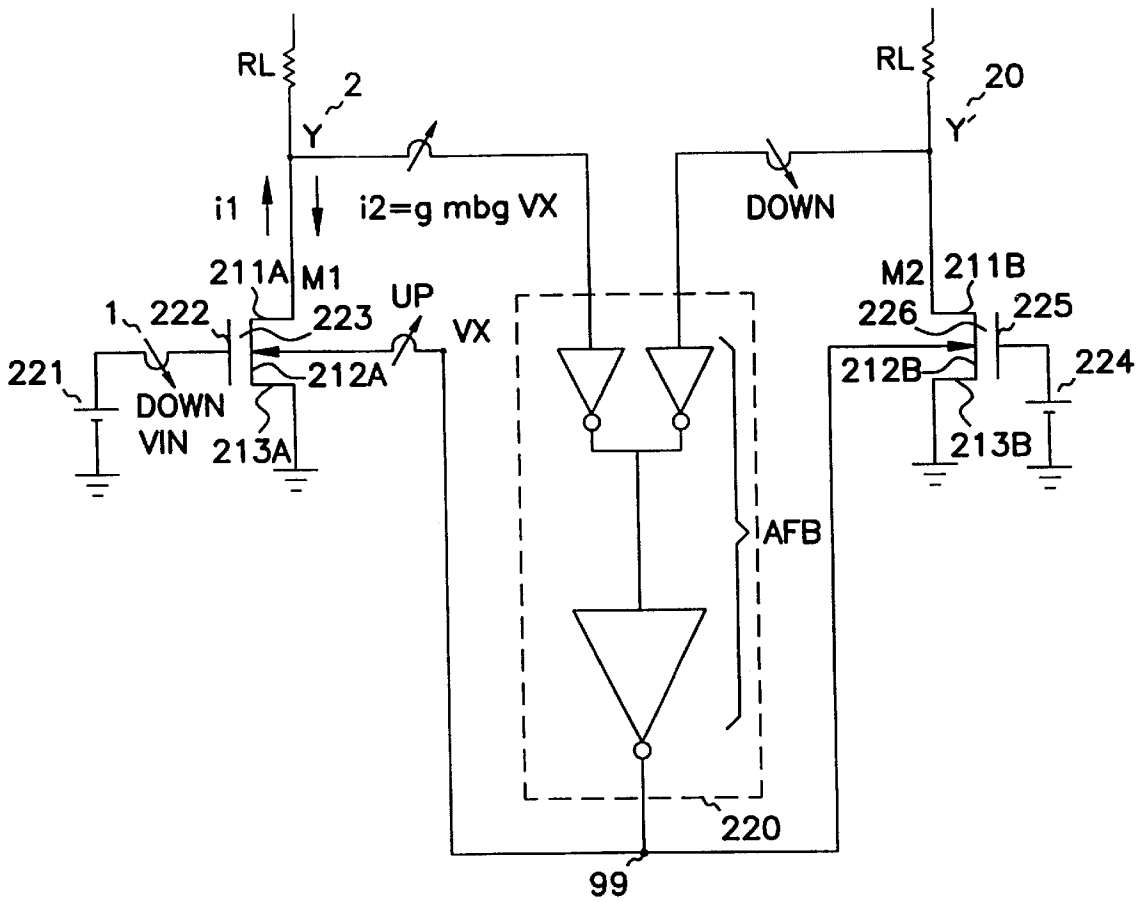 RL
RL
2
20
Y
Y'
i1
i2=g mbg VX
DOWN
211A
M1
M2
211B
UP
1
222
223
VX
226
225
221
212A
212B
224
DOWN
VIN
213A
213B
AFB
220
99